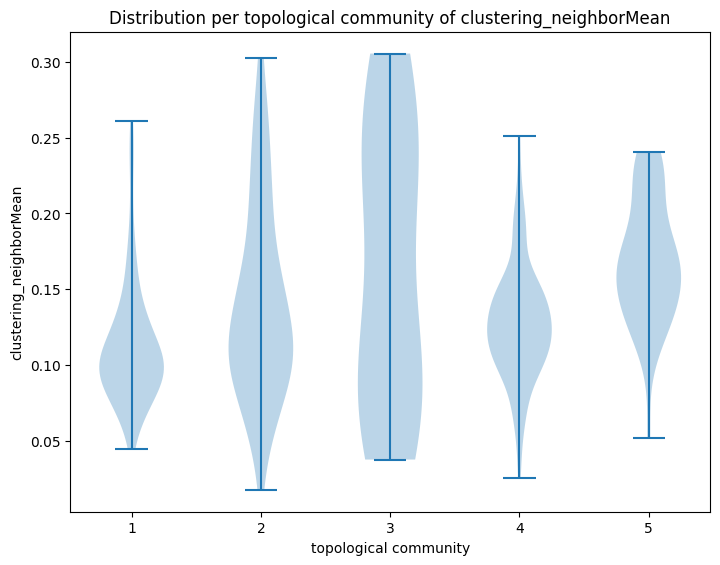 Distribution per topological community of clustering_neighborMean
clustering_neighborMean
0.30
0.25
0.20
0.15
0.10
0.05
1 2 3 4 5
topological community